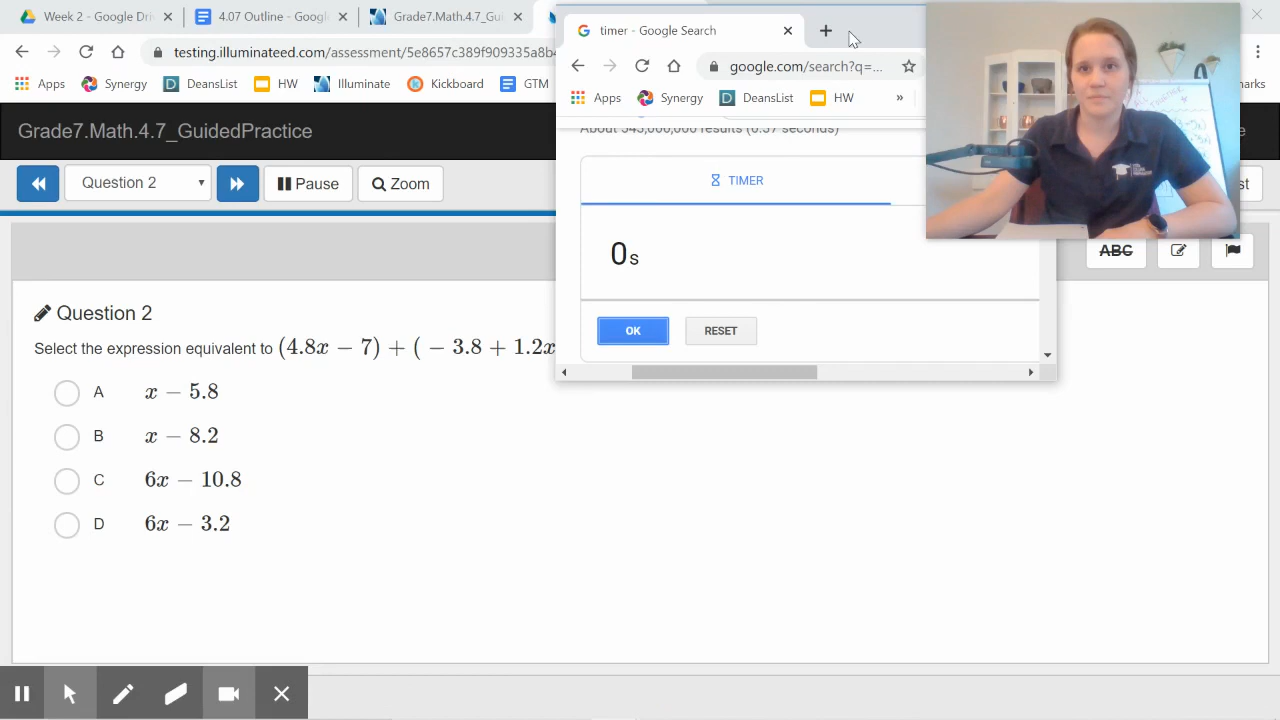 Week 2 - Google Dri
4.07 Outline - Google
Grade7.Math.4.7_Gui
testing.illuminateed.com/assessment/5e8657c389f909335a8b4
Apps
Synergy
DeansList
HW
Illuminate
Kickboard
GTM
marks
Grade7.Math.4.7_GuidedPractice
Question 2
Pause
Zoom
ABC
Question 2
Select the expression equivalent to (4.8x − 7) + ( − 3.8 + 1.2x
A x − 5.8
B x − 8.2
C 6x − 10.8
D 6x − 3.2
timer - Google Search
google.com/search?q=...
Apps
Synergy
DeansList
HW
»
TIMER
0s
OK
RESET